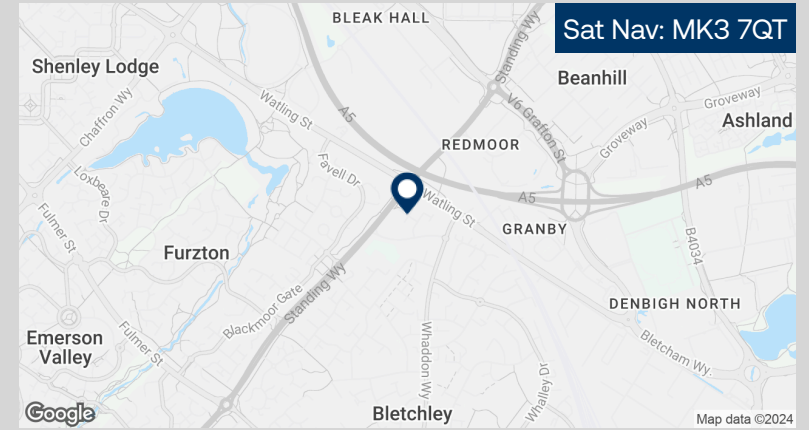 BLEAK HALL
Standing Wy
Sat Nav: MK3 7QT
Shenley Lodge
Beanhill
Chaffron Wy
Watling St
A5
V6 Grafton St
Groveway
Groveway
Ashland
REDMOOR
Favell Dr
Loxbeare Dr
A5
A5
Watling St
Fulmer St
GRANBY
B4034
Furzton
Standing Wy
Blackmoor Gate
DENBIGH NORTH
Emerson
Valley
Fulmer St
Whaddon Wy
Bletcham Wy.
Whalley Dr
Bletchley
Google
Map data ©2024